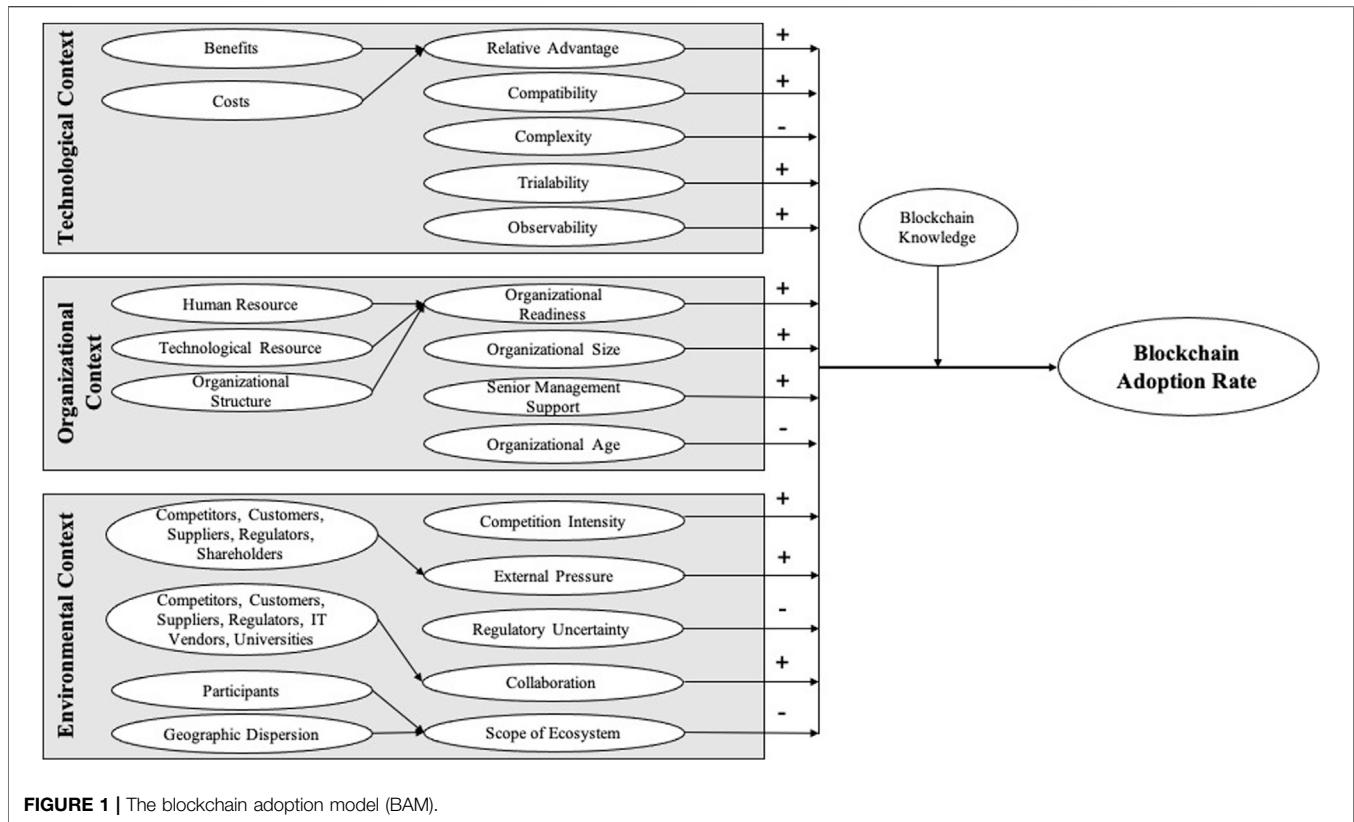 Technological Context
Benefits
Costs
Relative Advantage
Compatibility
Complexity
Trialability
Observability
+
+
-
+
+
Organizational
Context
Human Resource
Technological Resource
Organizational
Structure
Organizational
Readiness
Organizational Size
Senior Management
Support
Organizational Age
+
+
+
-
Environmental Context
Competitors, Customers,
Suppliers, Regulators,
Shareholders
Competitors, Customers,
Suppliers, Regulators, IT
Vendors, Universities
Participants
Geographic Dispersion
Competition Intensity
External Pressure
Regulatory Uncertainty
Collaboration
Scope of Ecosystem
+
+
-
+
-
Blockchain
Knowledge
Blockchain
Adoption Rate
FIGURE 1 | The blockchain adoption model (BAM).